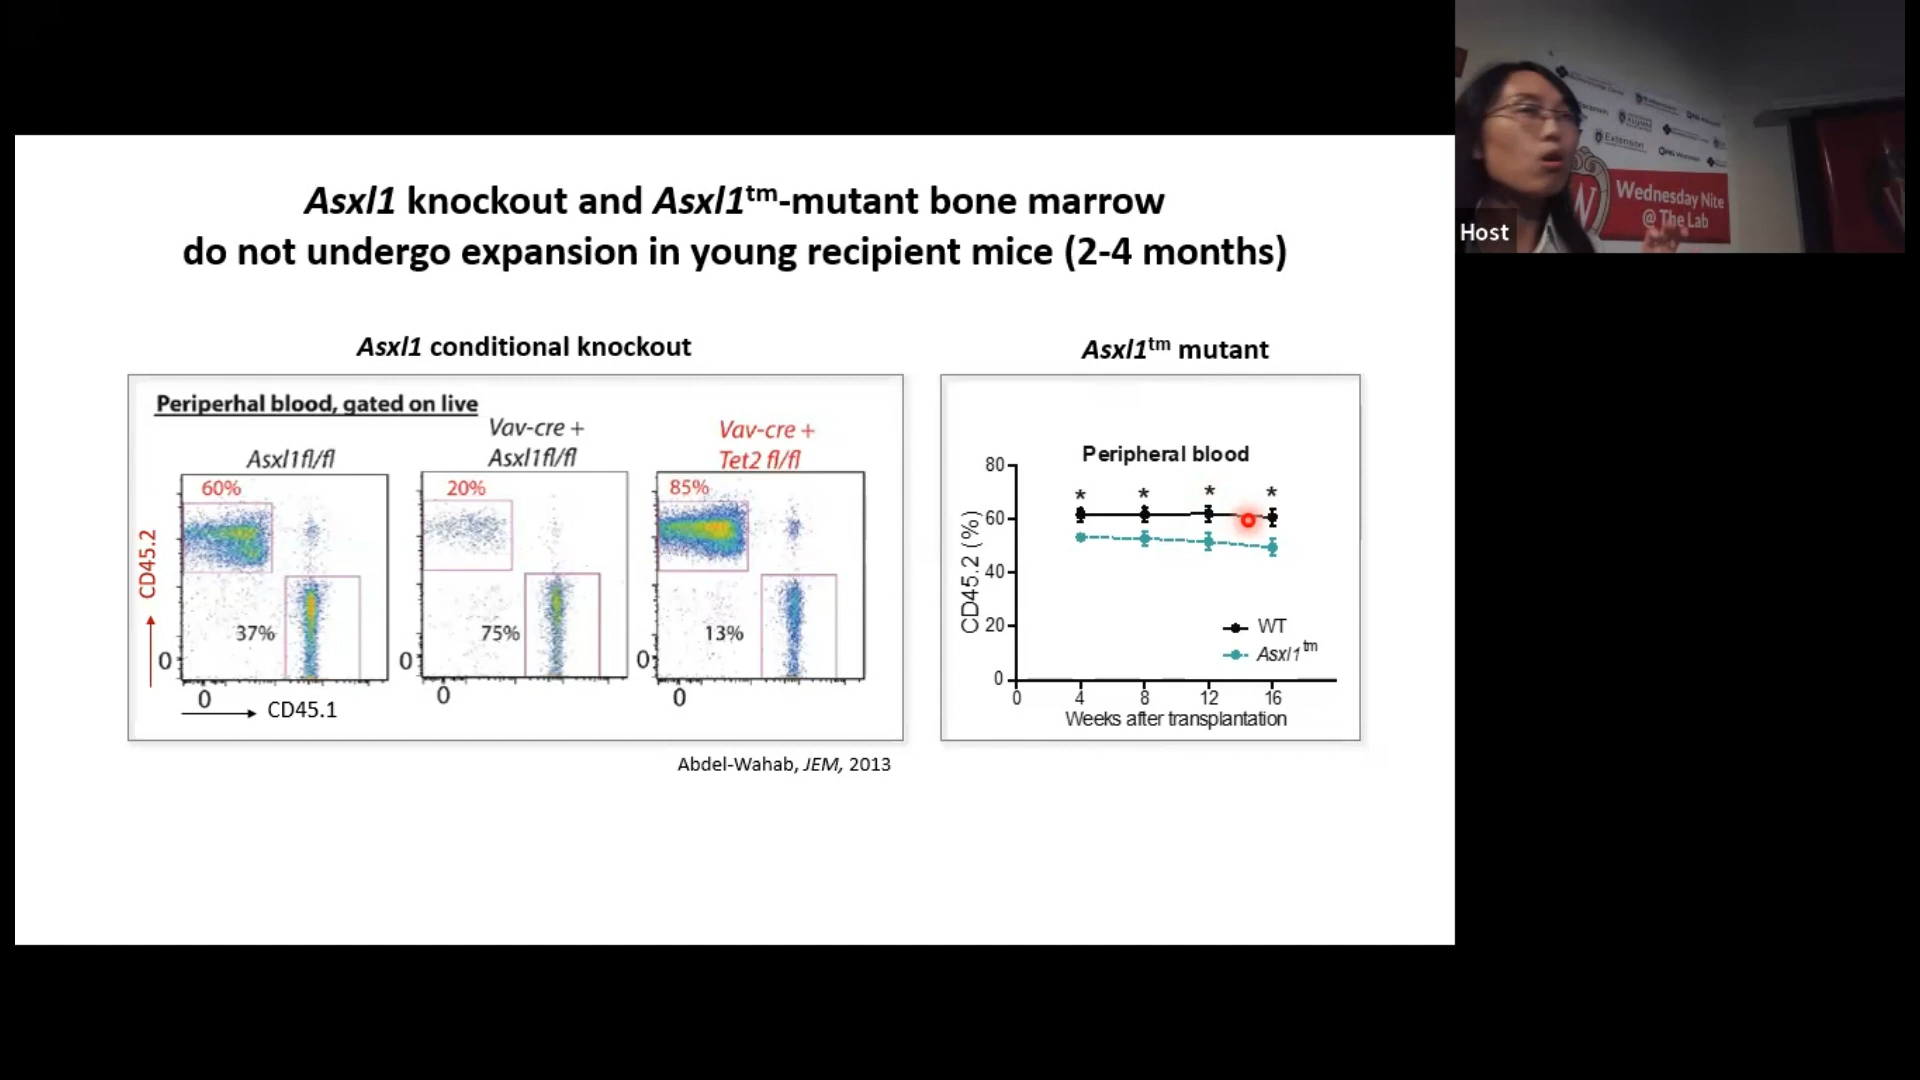 Asxl1 knockout and Asxl1tm-mutant bone marrow
do not undergo expansion in young recipient mice (2-4 months)
Asxl1 conditional knockout
Periperhal blood, gated on live
Asxl1fl/fl
Vav-cre +
Asxl1fl/fl
Vav-cre +
Tet2 fl/fl
60%
20%
85%
37%
75%
13%
CD45.2
0
0
0
0
0
0
CD45.1
Abdel-Wahab, JEM, 2013
Asxl1tm mutant
Peripheral blood
80
60
40
20
0
CD45.2 (%)
* * * *
WT
Asxl1tm
0 4 8 12 16
Weeks after transplantation
Extension
W
Wednesday Nite
@ The Lab
Host